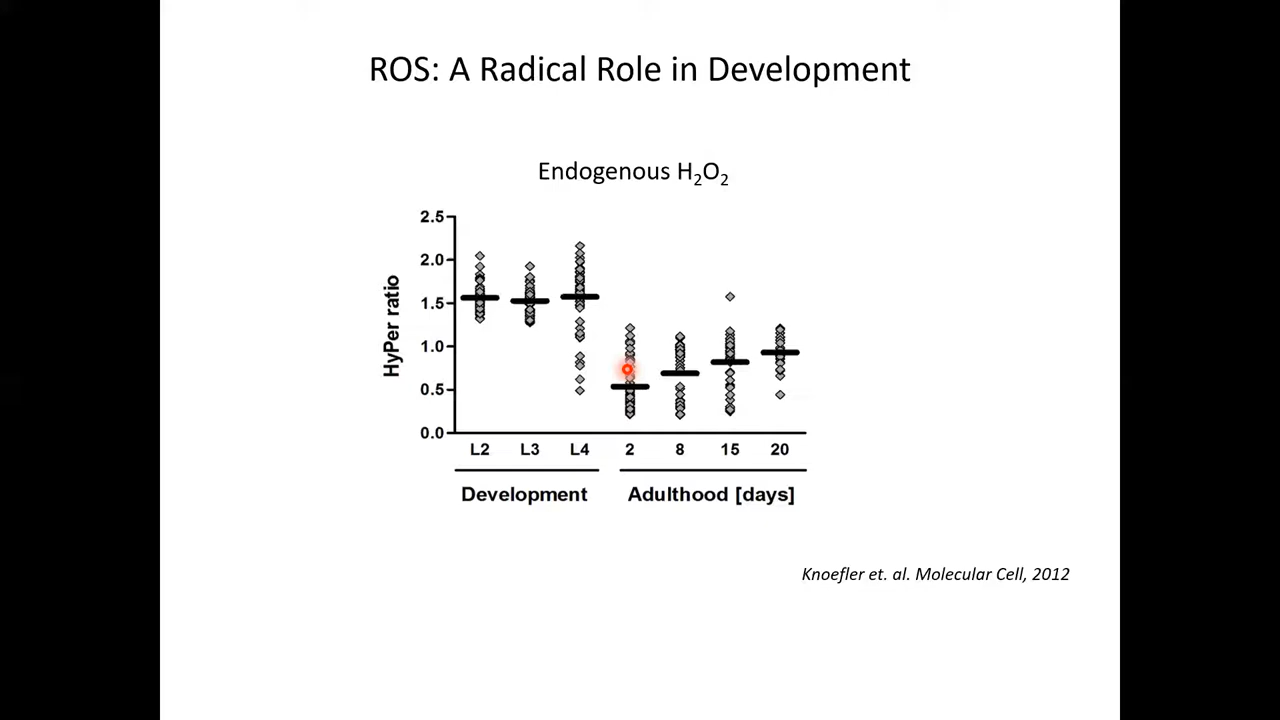 ROS: A Radical Role in Development
Endogenous H₂O₂
HyPer ratio
2.5
2.0
1.5
1.0
0.5
0.0
L2 L3 L4 2 8 15 20
Development Adulthood [days]
Knoefler et. al. Molecular Cell, 2012